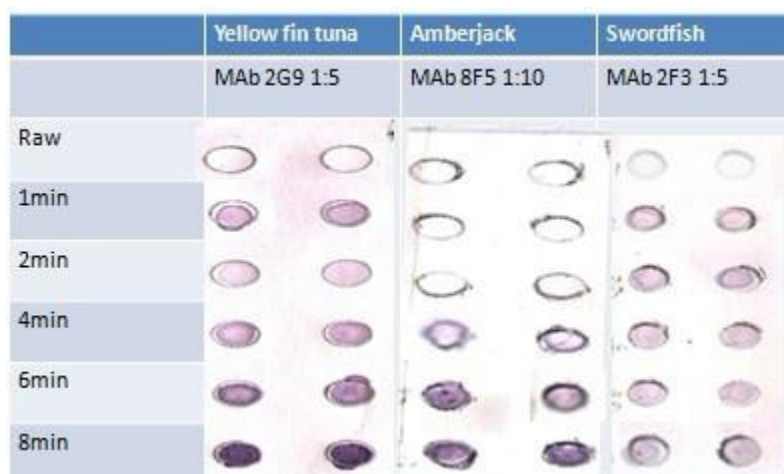 Yellow fin tuna Amberjack Swordfish
MAb 2G9 1:5 MAb 8F5 1:10 MAb 2F3 1:5
Raw
1min
2min
4min
6min
8min